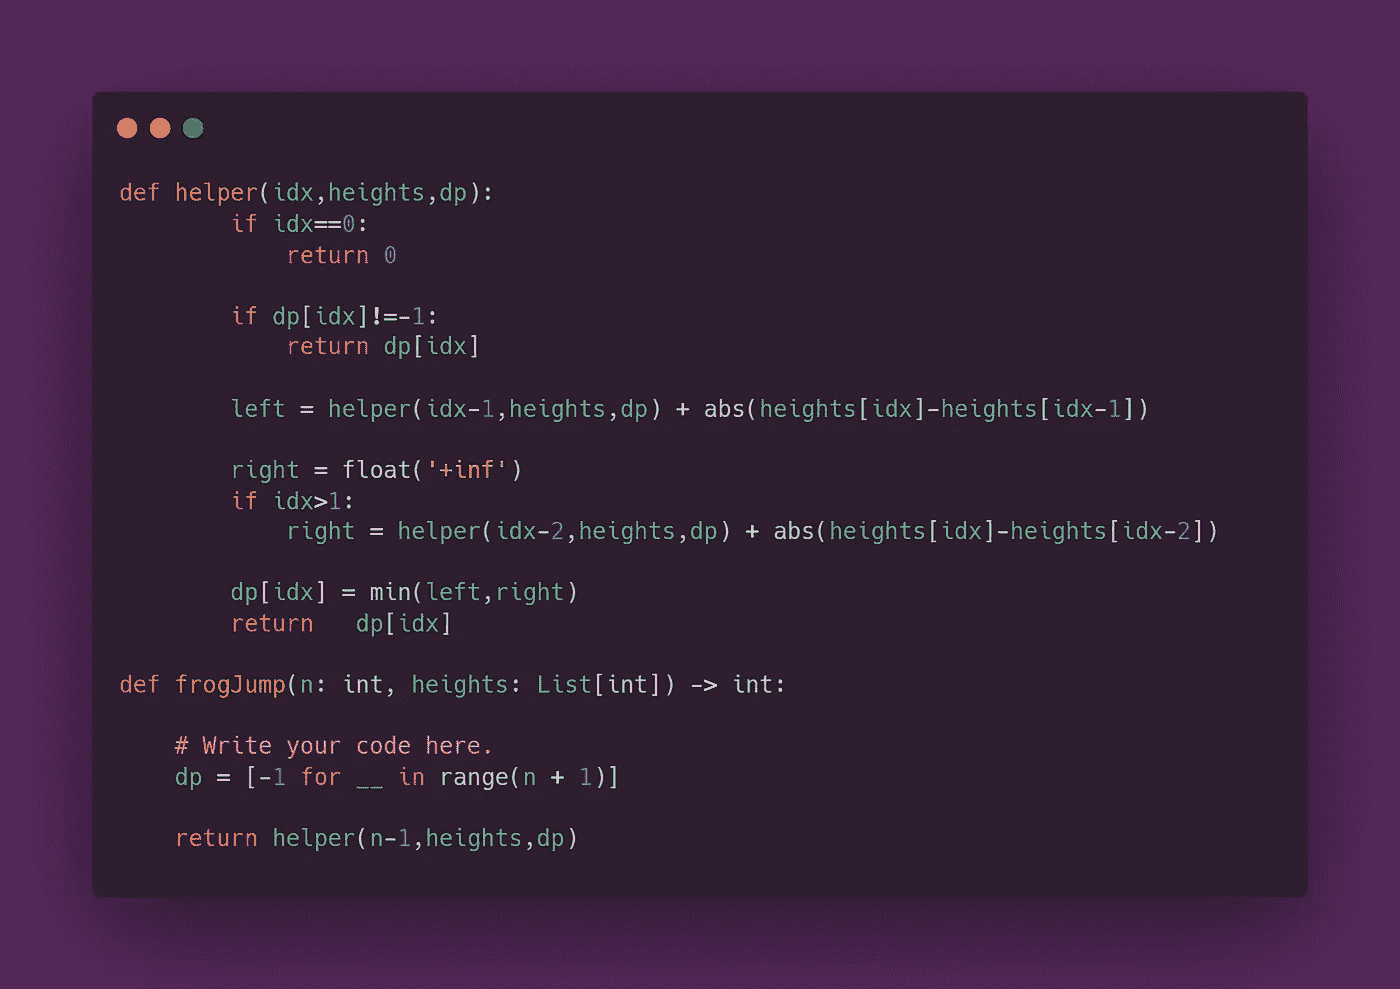 def helper(idx,heights,dp):
        if idx==0:
            return 0

        if dp[idx]!=-1:
            return dp[idx]

        left = helper(idx-1,heights,dp) + abs(heights[idx]-heights[idx-1])

        right = float('+inf')
        if idx>1:
            right = helper(idx-2,heights,dp) + abs(heights[idx]-heights[idx-2])

        dp[idx] = min(left,right)
        return   dp[idx]

def frogJump(n: int, heights: List[int]) -> int:

    # Write your code here.
    dp = [-1 for __ in range(n + 1)]

    return helper(n-1,heights,dp)